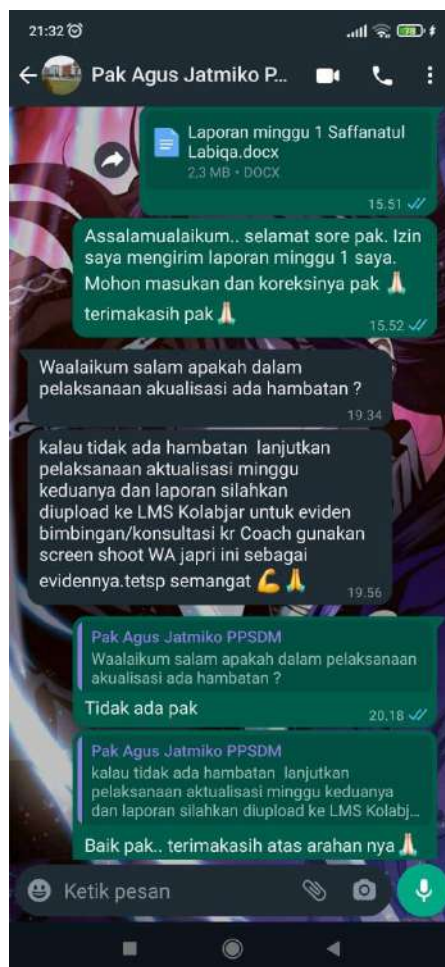 21:32
78
Pak Agus Jatmiko P...
Laporan minggu 1 Saffanatul
Labiqa.docx
2,3 MB • DOCX
15.51
Assalamualaikum.. selamat sore pak. Izin
saya mengirim laporan minggu 1 saya.
Mohon masukan dan koreksinya pak 🙏🏻
terimakasih pak 🙏🏻
15.52
Waalaikum salam apakah dalam
pelaksanaan akualisasi ada hambatan ?
19.34
kalau tidak ada hambatan lanjutkan
pelaksanaan aktualisasi minggu
keduanya dan laporan silahkan
diupload ke LMS Kolabjar untuk eviden
bimbingan/konsultasi kr Coach gunakan
screen shoot WA japri ini sebagai
evidennya.tetsp semangat 💪🙏
19.56
Pak Agus Jatmiko PPSDM
Waalaikum salam apakah dalam pelaksanaan
akualisasi ada hambatan ?
Tidak ada pak
20.18
Pak Agus Jatmiko PPSDM
kalau tidak ada hambatan lanjutkan
pelaksanaan aktualisasi minggu keduanya
dan laporan silahkan diupload ke LMS Kolabj...
Baik pak.. terimakasih atas arahan nya 🙏🏻
Ketik pesan